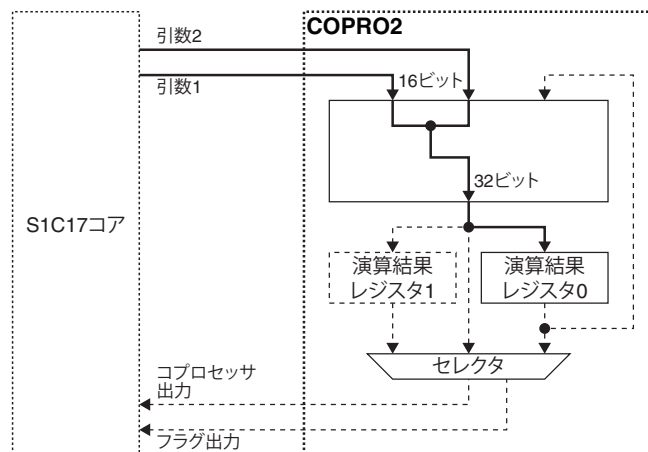 COPRO2
引数2
引数1
16ビット
32ビット
S1C17コア
演算結果
レジスタ1
演算結果
レジスタ0
セレクタ
コプロセッサ
出力
フラグ出力